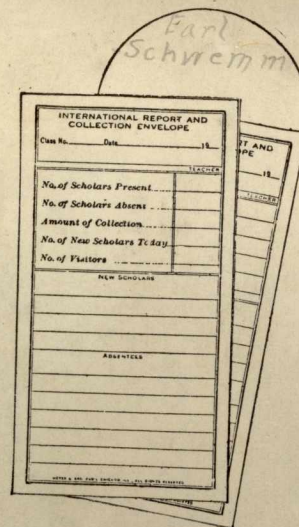 Earl
Schwemm
INTERNATIONAL REPORT AND
COLLECTION ENVELOPE
Class No. Date 19
TEACHER
No. of Scholars Present
No. of Scholars Absent
Amount of Collection
No. of New Scholars Today
No. of Visitors
NEW SCHOLARS
ABSENTEES
RT AND
OPE
19
TEACHER